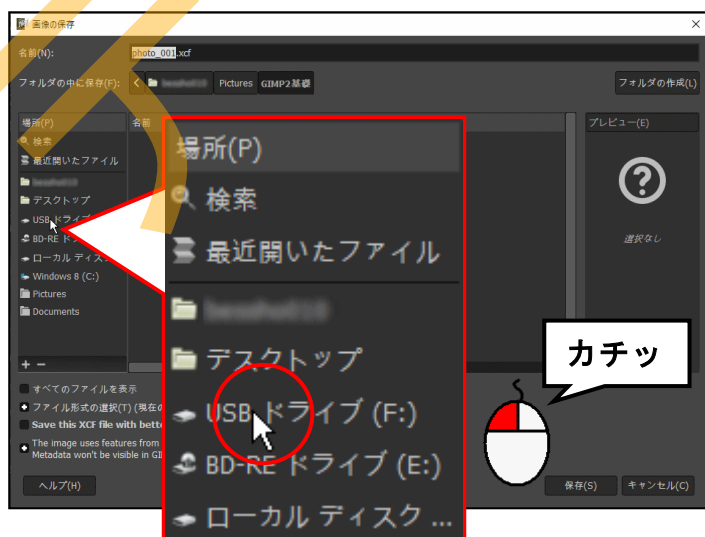 画像の保存
名前(N):
photo_001.xcf
フォルダの中に保存(F):
Pictures
GIMP2基礎
フォルダの作成(L)
場所(P)
名前
プレビュー(E)
検索
最近開いたファイル
デスクトップ
USB ドライブ
BD-RE ド
ローカル ディス
Windows 8 (C:)
Pictures
Documents
選択なし
場所(P)
検索
最近開いたファイル
デスクトップ
USB ドライブ (F:)
BD-RE ドライブ (E:)
ローカル ディスク ...
カチッ
すべてのファイルを表示
ファイル形式の選択(T) (現在の
Save this XCF file with bett
The image uses features from
Metadata won't be visible in GI
ヘルプ(H)
保存(S)
キャンセル(C)